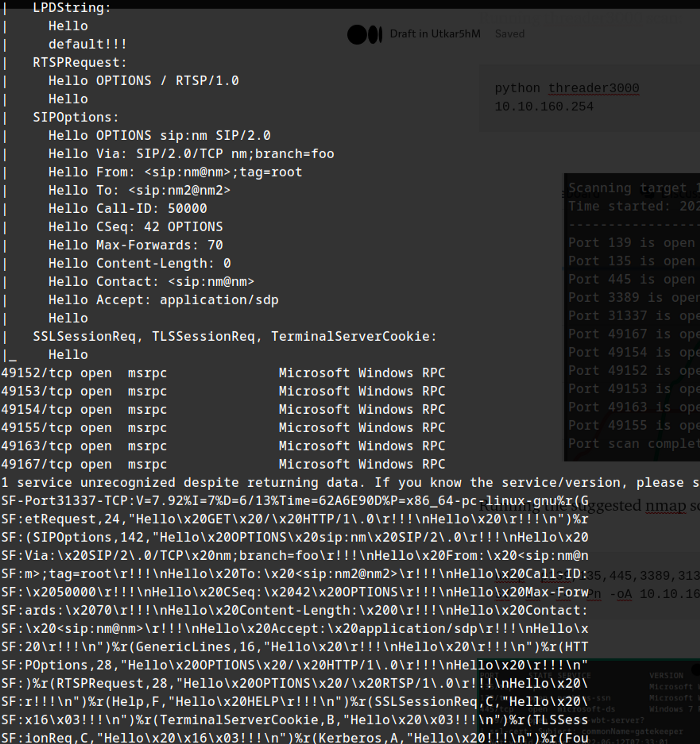 |   LPDString:
|     Hello
|     default!!!
|   RTSPRequest:
|     Hello OPTIONS / RTSP/1.0
|     Hello
|   SIPOptions:
|     Hello OPTIONS sip:nm SIP/2.0
|     Hello Via: SIP/2.0/TCP nm;branch=foo
|     Hello From: <sip:nm@nm>;tag=root
|     Hello To: <sip:nm2@nm2>
|     Hello Call-ID: 50000
|     Hello CSeq: 42 OPTIONS
|     Hello Max-Forwards: 70
|     Hello Content-Length: 0
|     Hello Contact: <sip:nm@nm>
|     Hello Accept: application/sdp
|     Hello
|   SSLSessionReq, TLSSessionReq, TerminalServerCookie:
|_    Hello
49152/tcp open  msrpc              Microsoft Windows RPC
49153/tcp open  msrpc              Microsoft Windows RPC
49154/tcp open  msrpc              Microsoft Windows RPC
49155/tcp open  msrpc              Microsoft Windows RPC
49163/tcp open  msrpc              Microsoft Windows RPC
49167/tcp open  msrpc              Microsoft Windows RPC
1 service unrecognized despite returning data. If you know the service/version, please s
SF-Port31337-TCP:V=7.92%I=7%D=6/13%Time=62A6E90D%P=x86_64-pc-linux-gnu%r(G
SF:etRequest,24,"Hello\x20GET\x20/\x20HTTP/1\.0\r!!!\nHello\x20\r!!!\n")%r
SF:(SIPOptions,142,"Hello\x20OPTIONS\x20sip:nm\x20SIP/2\.0\r!!!\nHello\x20
SF:Via:\x20SIP/2\.0/TCP\x20nm;branch=foo\r!!!\nHello\x20From:\x20<sip:nm@n
SF:m>;tag=root\r!!!\nHello\x20To:\x20<sip:nm2@nm2>\r!!!\nHello\x20Call-ID:
SF:\x2050000\r!!!\nHello\x20CSeq:\x2042\x20OPTIONS\r!!!\nHello\x20Max-Forw
SF:ards:\x2070\r!!!\nHello\x20Content-Length:\x200\r!!!\nHello\x20Contact:
SF:\x20<sip:nm@nm>\r!!!\nHello\x20Accept:\x20application/sdp\r!!!\nHello\x
SF:20\r!!!\n")%r(GenericLines,16,"Hello\x20\r!!!\nHello\x20\r!!!\n")%r(HTT
SF:POptions,28,"Hello\x20OPTIONS\x20/\x20HTTP/1\.0\r!!!\nHello\x20\r!!!\n"
SF:)%r(RTSPRequest,28,"Hello\x20OPTIONS\x20/\x20RTSP/1\.0\r!!!\nHello\x20\
SF:r!!!\n")%r(Help,F,"Hello\x20HELP\r!!!\n")%r(SSLSessionReq,C,"Hello\x20\
SF:x16\x03!!!\n")%r(TerminalServerCookie,B,"Hello\x20\x03!!!\n")%r(TLSSess
SF:ionReq,C,"Hello\x20\x16\x03!!!\n")%r(Kerberos,A,"Hello\x20!!!\n")%r(Fou
Draft in UtkarShM  Saved
python threader3000
10.10.160.254
Scanning target 1
Time started: 202
Port 139 is open
Port 135 is open
Port 445 is open
Port 3389 is open
Port 31337 is open
Port 49167 is ope
Port 49154 is ope
Port 49152 is ope
Port 49153 is ope
Port 49163 is ope
Port 49155 is ope
Port scan complet
Running the suggested nmap sc
135,445,3389,313
Pn -oA 10.10.16
VERSION
Microsoft